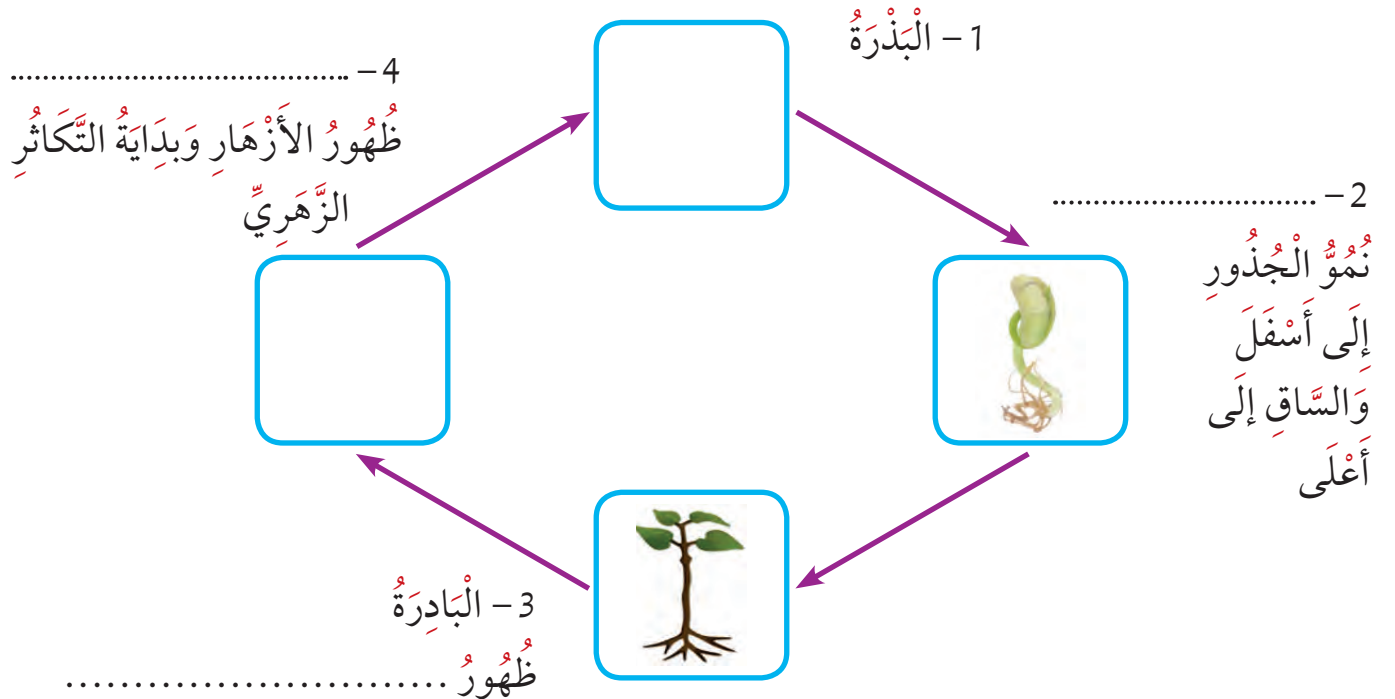 1 – الْبَذْرَةُ
2 – ................................
نُمُوُّ الْجُذُورِ
إِلَى أَسْفَلَ
وَالسَّاقِ إلَى
أَعْلَى
3 – الْبَادِرَةُ
ظُهُورُ ............................
4 – ..........................................
ظُهُورُ الأَزْهَارِ وَبِدَايَةُ التَّكَاثُرِ
الزَّهَرِيِّ